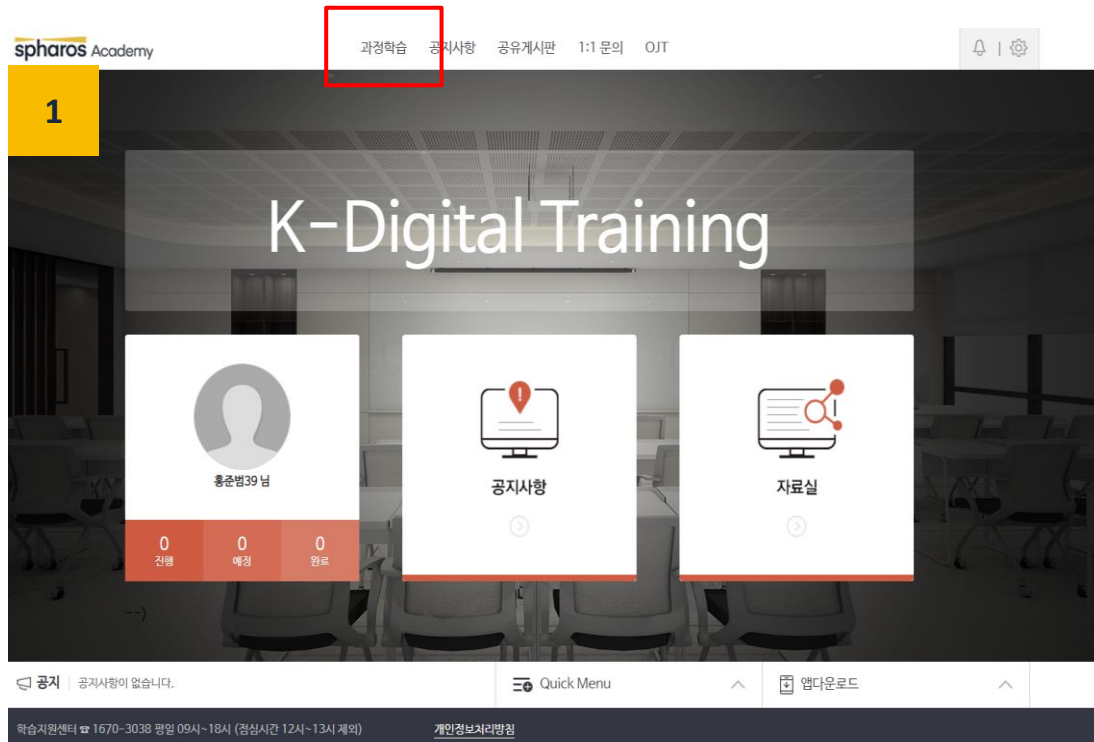 spharos Academy
과정학습 공지사항 공유게시판 1:1 문의 OJT
1
K-Digital Training
홍준범39 님
0 0 0
진행 예정 완료
공지사항
자료실
-->
공지 공지사항이 없습니다.
Quick Menu
앱다운로드
학습지원센터 ☎ 1670-3038 평일 09시~18시 (점심시간 12시~13시 제외) 개인정보처리방침